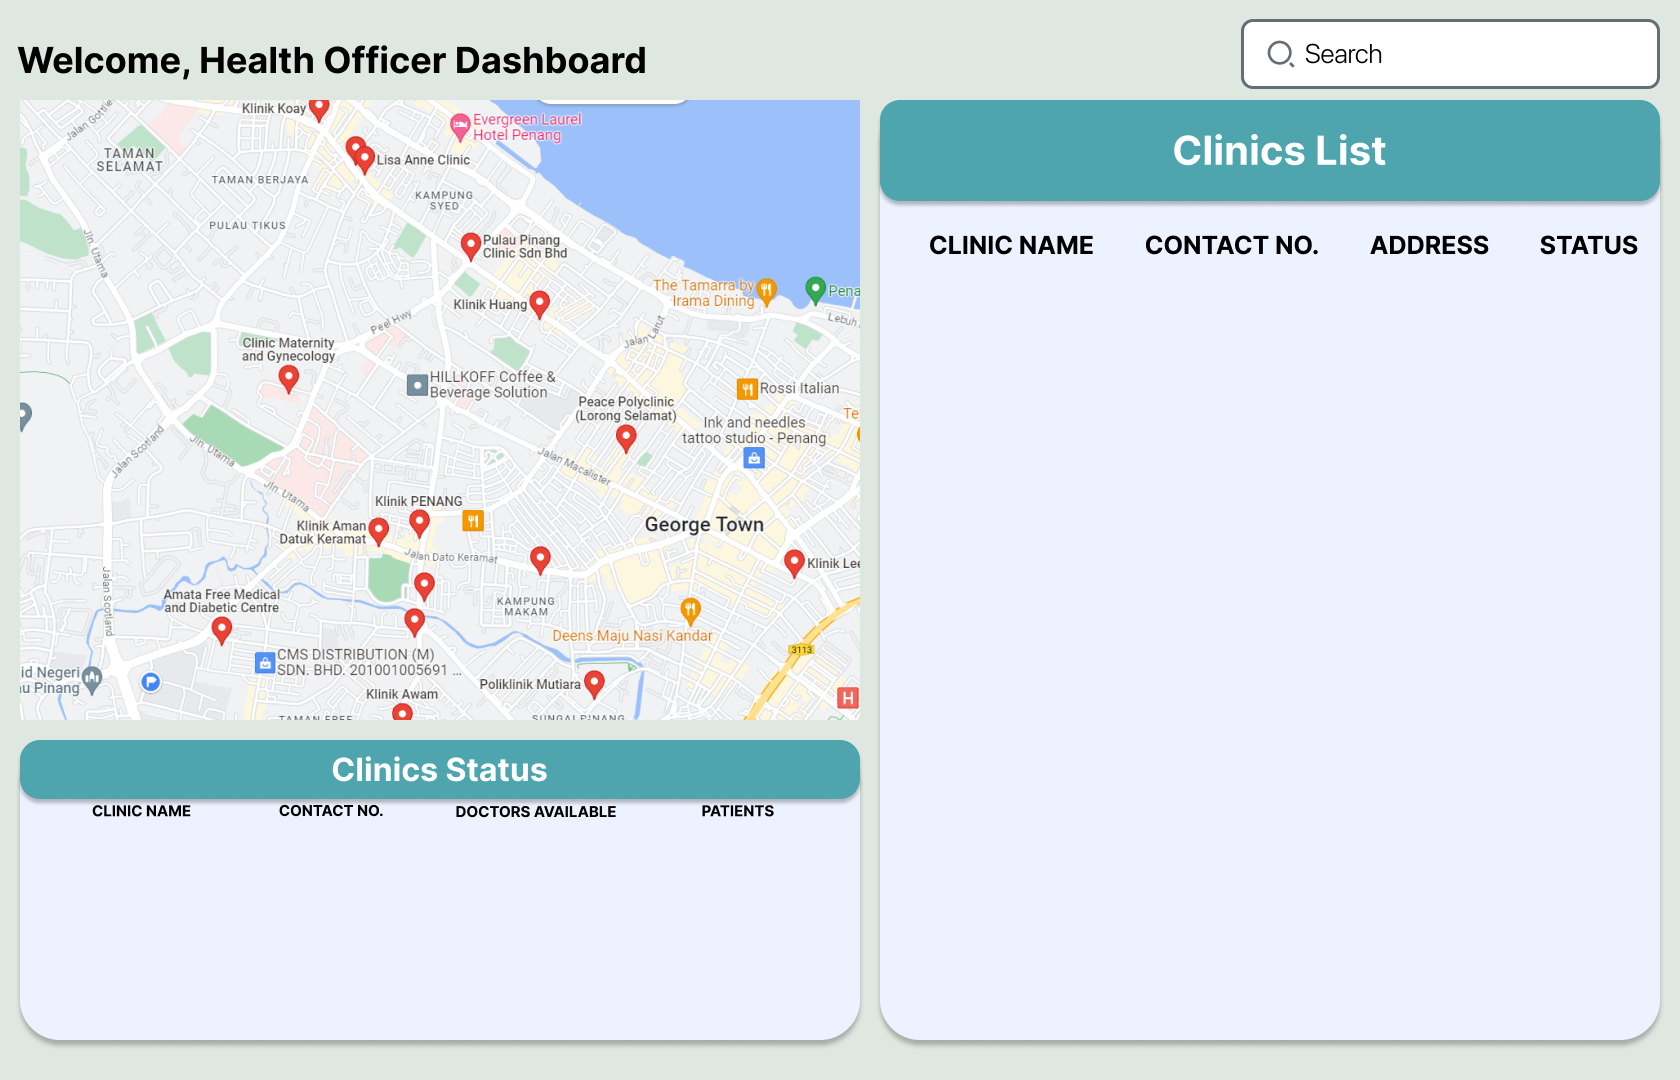 Welcome, Health Officer Dashboard
Search
Klinik Koay
Jalan Gottlie
Evergreen Laurel
Hotel Penang
TAMAN
SELAMAT
Lisa Anne Clinic
TAMAN BERJAYA
KAMPUNG
SYED
PULAU TIKUS
Jln. Utama
Pulau Pinang
Clinic Sdn Bhd
The Tamarra by
Irama Dining
Pena
Klinik Huang
Lebuh
Peel Hwy
Jalan Larut
Clinic Maternity
and Gynecology
HILLKOFF Coffee &
Beverage Solution
Rossi Italian
Peace Polyclinic
(Lorong Selamat)
Te
Ink and needles
tattoo studio - Penang
Jalan Scotland
Jln. Utama
Jalan Macalister
Jln. Utama
Klinik PENANG
Klinik Aman
Datuk Keramat
George Town
Jalan Dato Keramat
Klinik Lee
Jalan Scotland
Amata Free Medical
and Diabetic Centre
KAMPUNG
MAKAM
Deens Maju Nasi Kandar
3113
CMS DISTRIBUTION (M)
SDN. BHD. 201001005691 ...
id Negeri
au Pinang
Poliklinik Mutiara
Klinik Awam
H
TAMAN FREE
SUNGAI PINANG
Clinics Status
CLINIC NAME CONTACT NO. DOCTORS AVAILABLE PATIENTS
Clinics List
CLINIC NAME CONTACT NO. ADDRESS STATUS